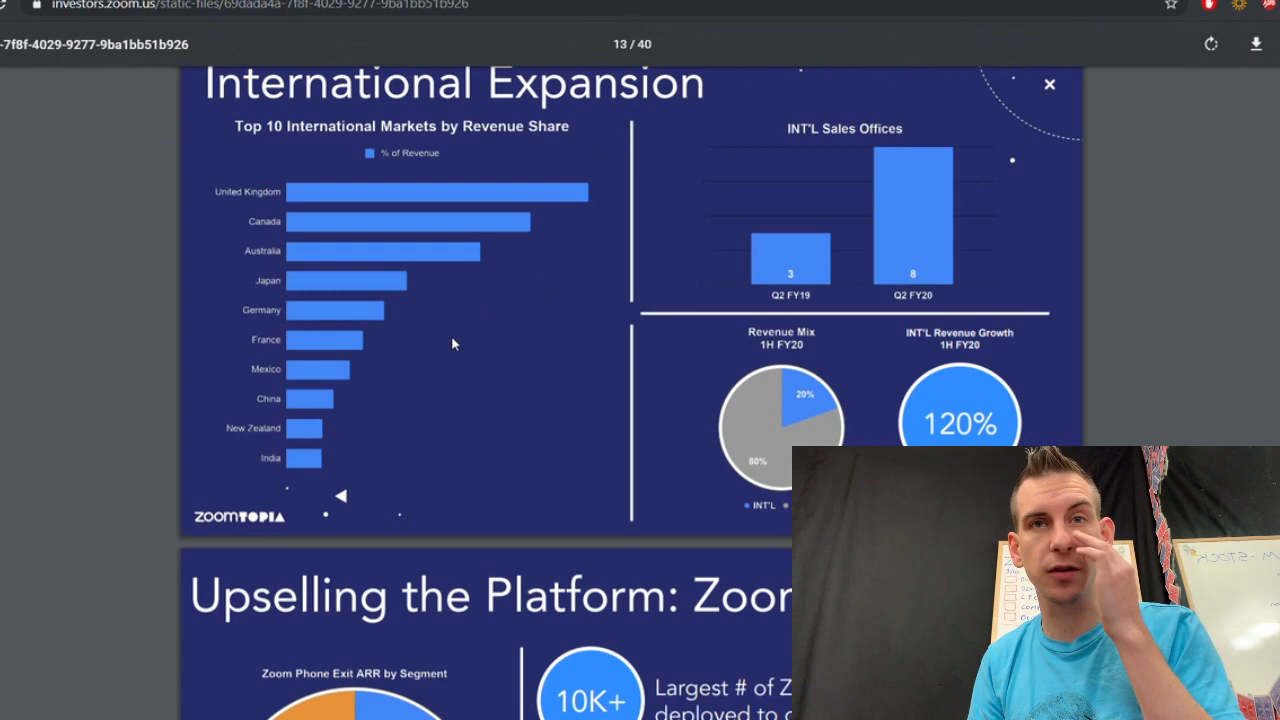 investors.zoom.us/static-files/69dada4a-7f8f-4029-9277-9ba1bb51b926
-7f8f-4029-9277-9ba1bb51b926
13 / 40
International Expansion
Top 10 International Markets by Revenue Share
% of Revenue
United Kingdom
Canada
Australia
Japan
Germany
France
Mexico
China
New Zealand
India
zoomTOPIA
INT'L Sales Offices
3
8
Q2 FY19
Q2 FY20
Revenue Mix
1H FY20
20%
80%
INT'L
INT'L Revenue Growth
1H FY20
120%
Upselling the Platform: Zoo
Zoom Phone Exit ARR by Segment
10K+
Largest # of Z
deployed to
STOCK